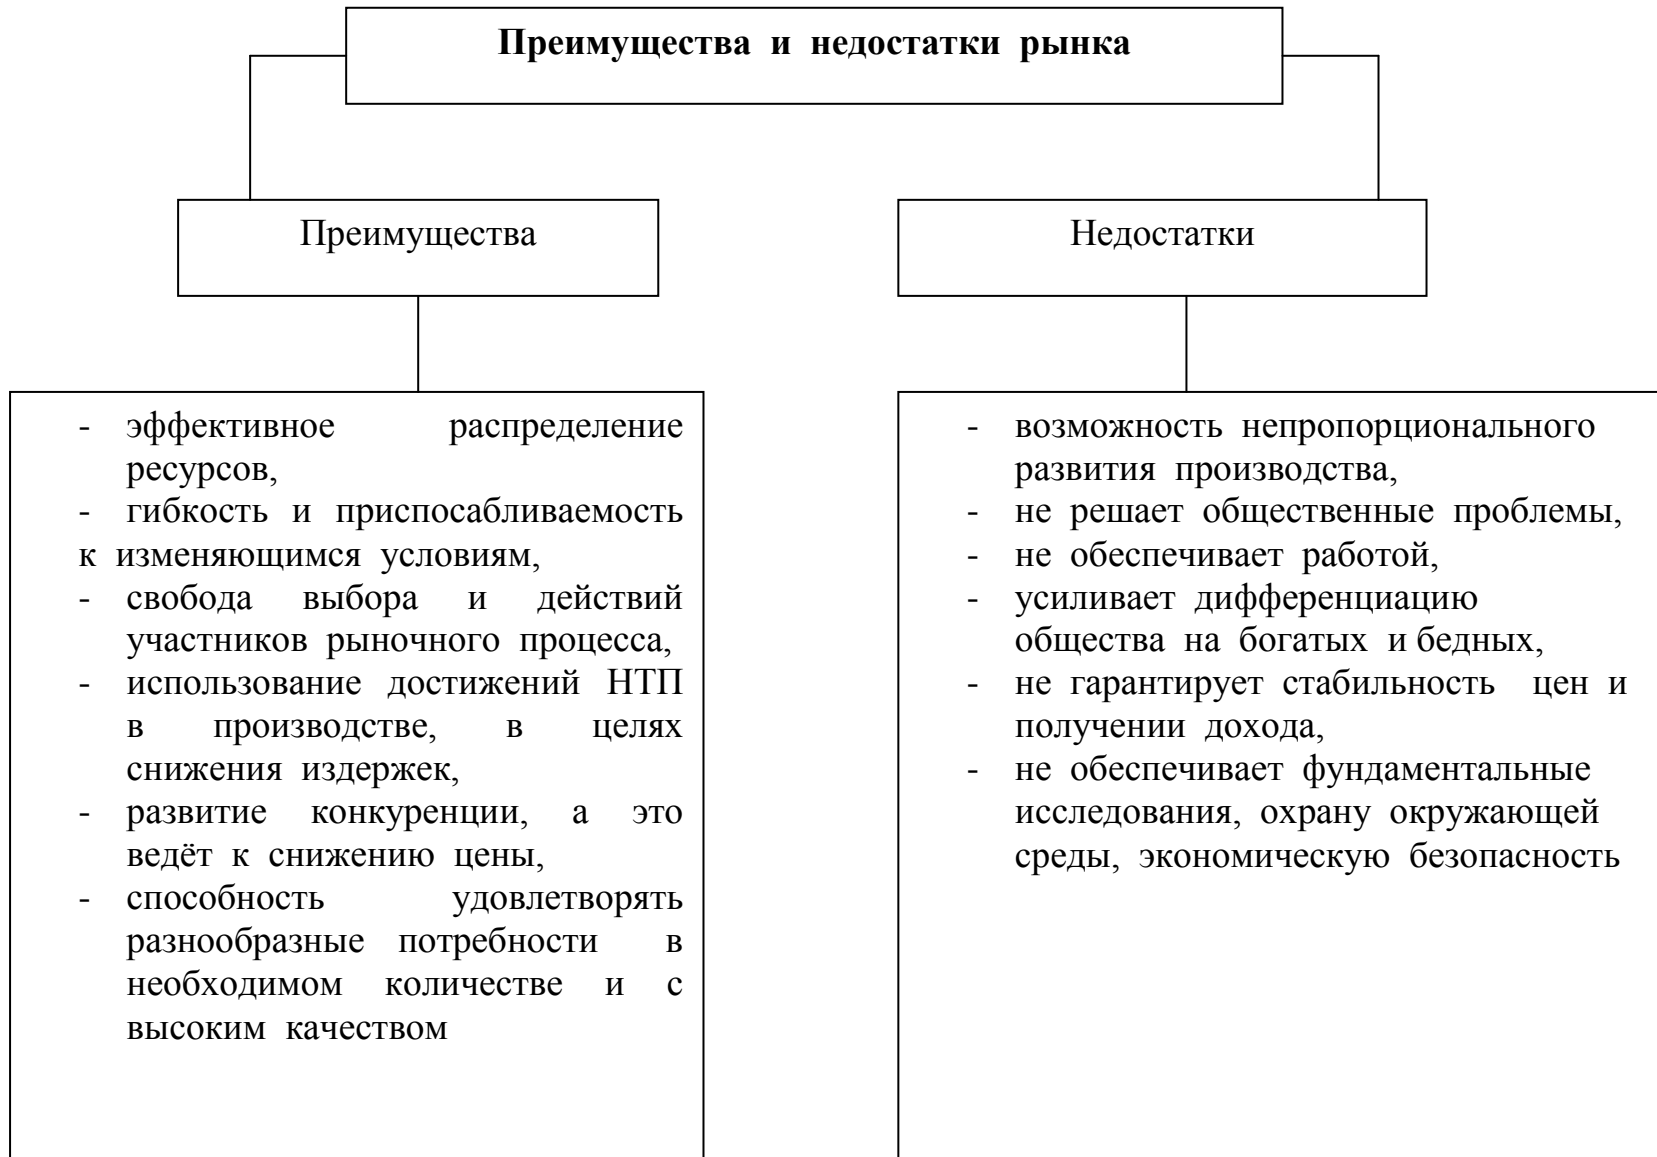 Преимущества и недостатки рынка
Преимущества
Недостатки
- эффективное распределение
ресурсов,
- гибкость и приспосабливаемость
к изменяющимся условиям,
- свобода выбора и действий
участников рыночного процесса,
- использование достижений НТП
в производстве, в целях
снижения издержек,
- развитие конкуренции, а это
ведёт к снижению цены,
- способность удовлетворять
разнообразные потребности в
необходимом количестве и с
высоким качеством
- возможность непропорционального
развития производства,
- не решает общественные проблемы,
- не обеспечивает работой,
- усиливает дифференциацию
общества на богатых и бедных,
- не гарантирует стабильность цен и
получении дохода,
- не обеспечивает фундаментальные
исследования, охрану окружающей
среды, экономическую безопасность